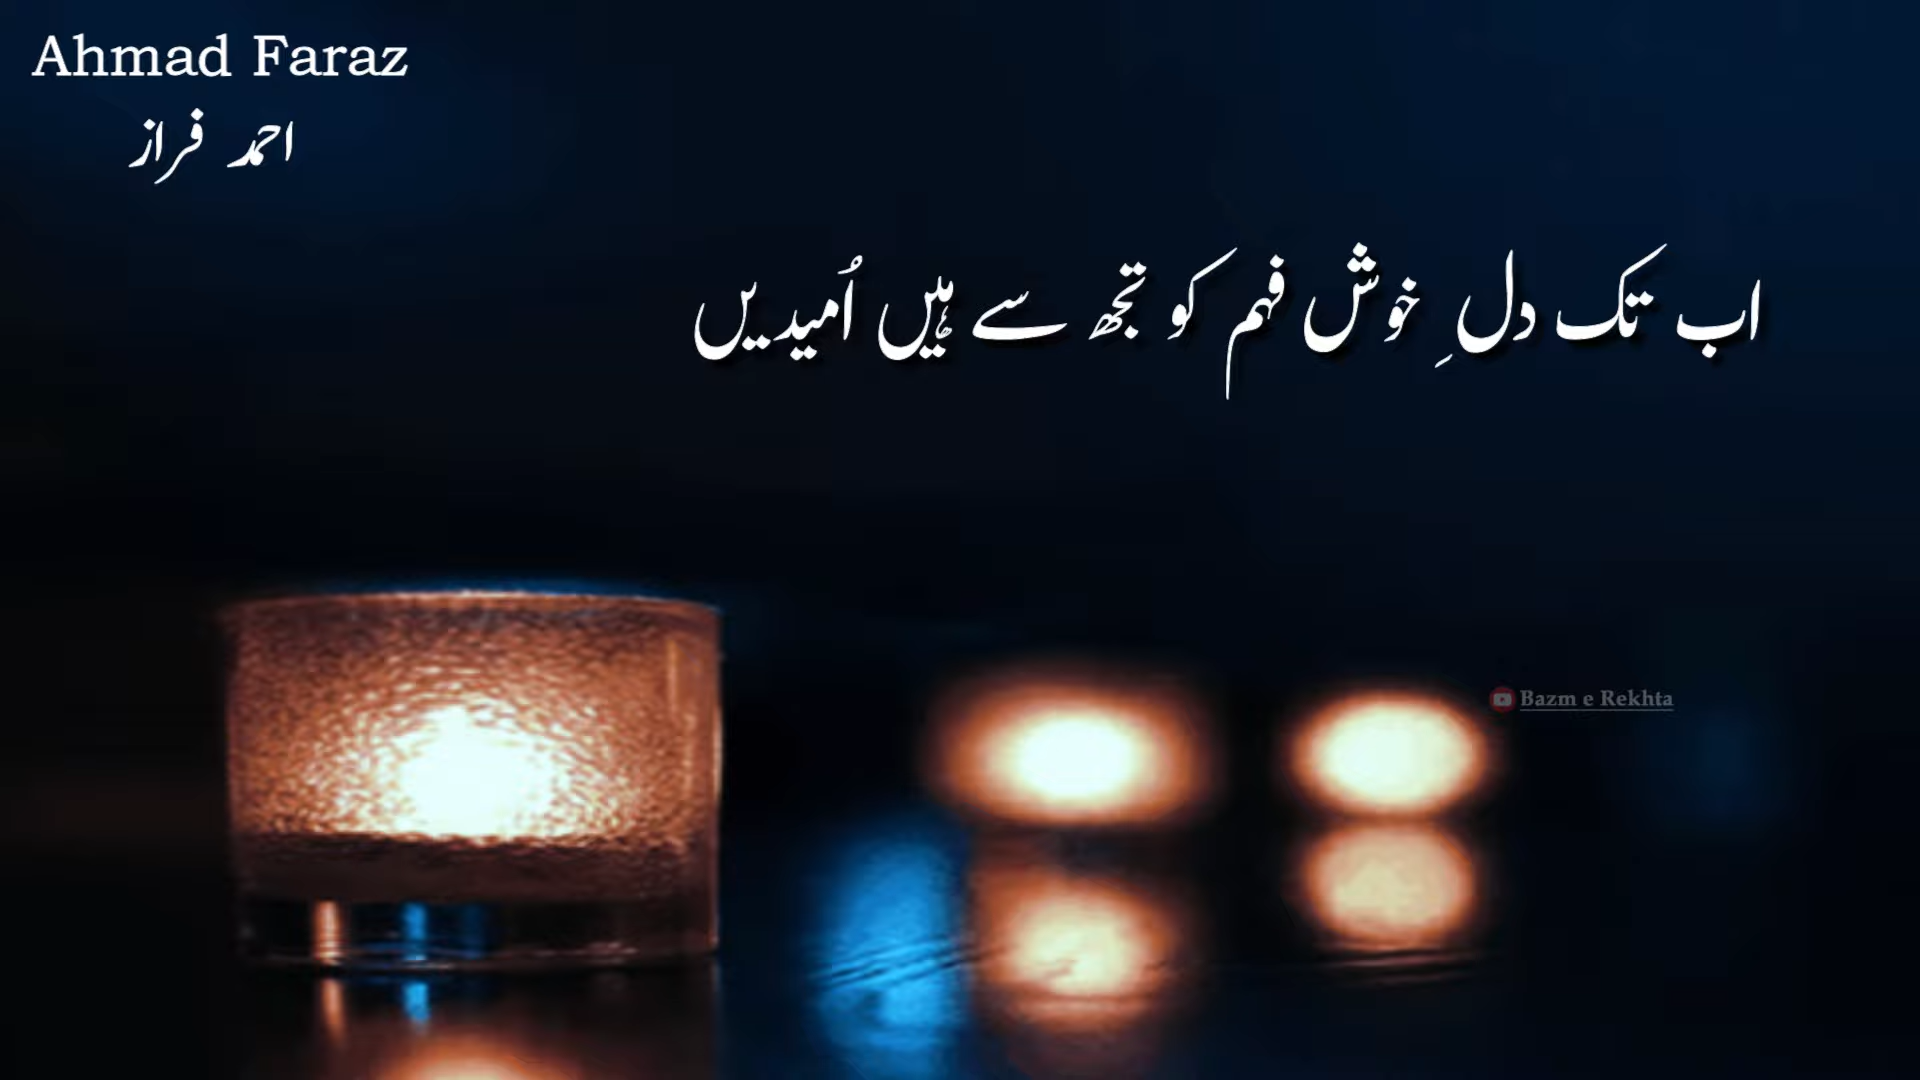 Ahmad Faraz
احمد فراز
اب تک دلِ خوش فہم کو تجھ سے ہیں اُمیدیں
Bazm e Rekhta